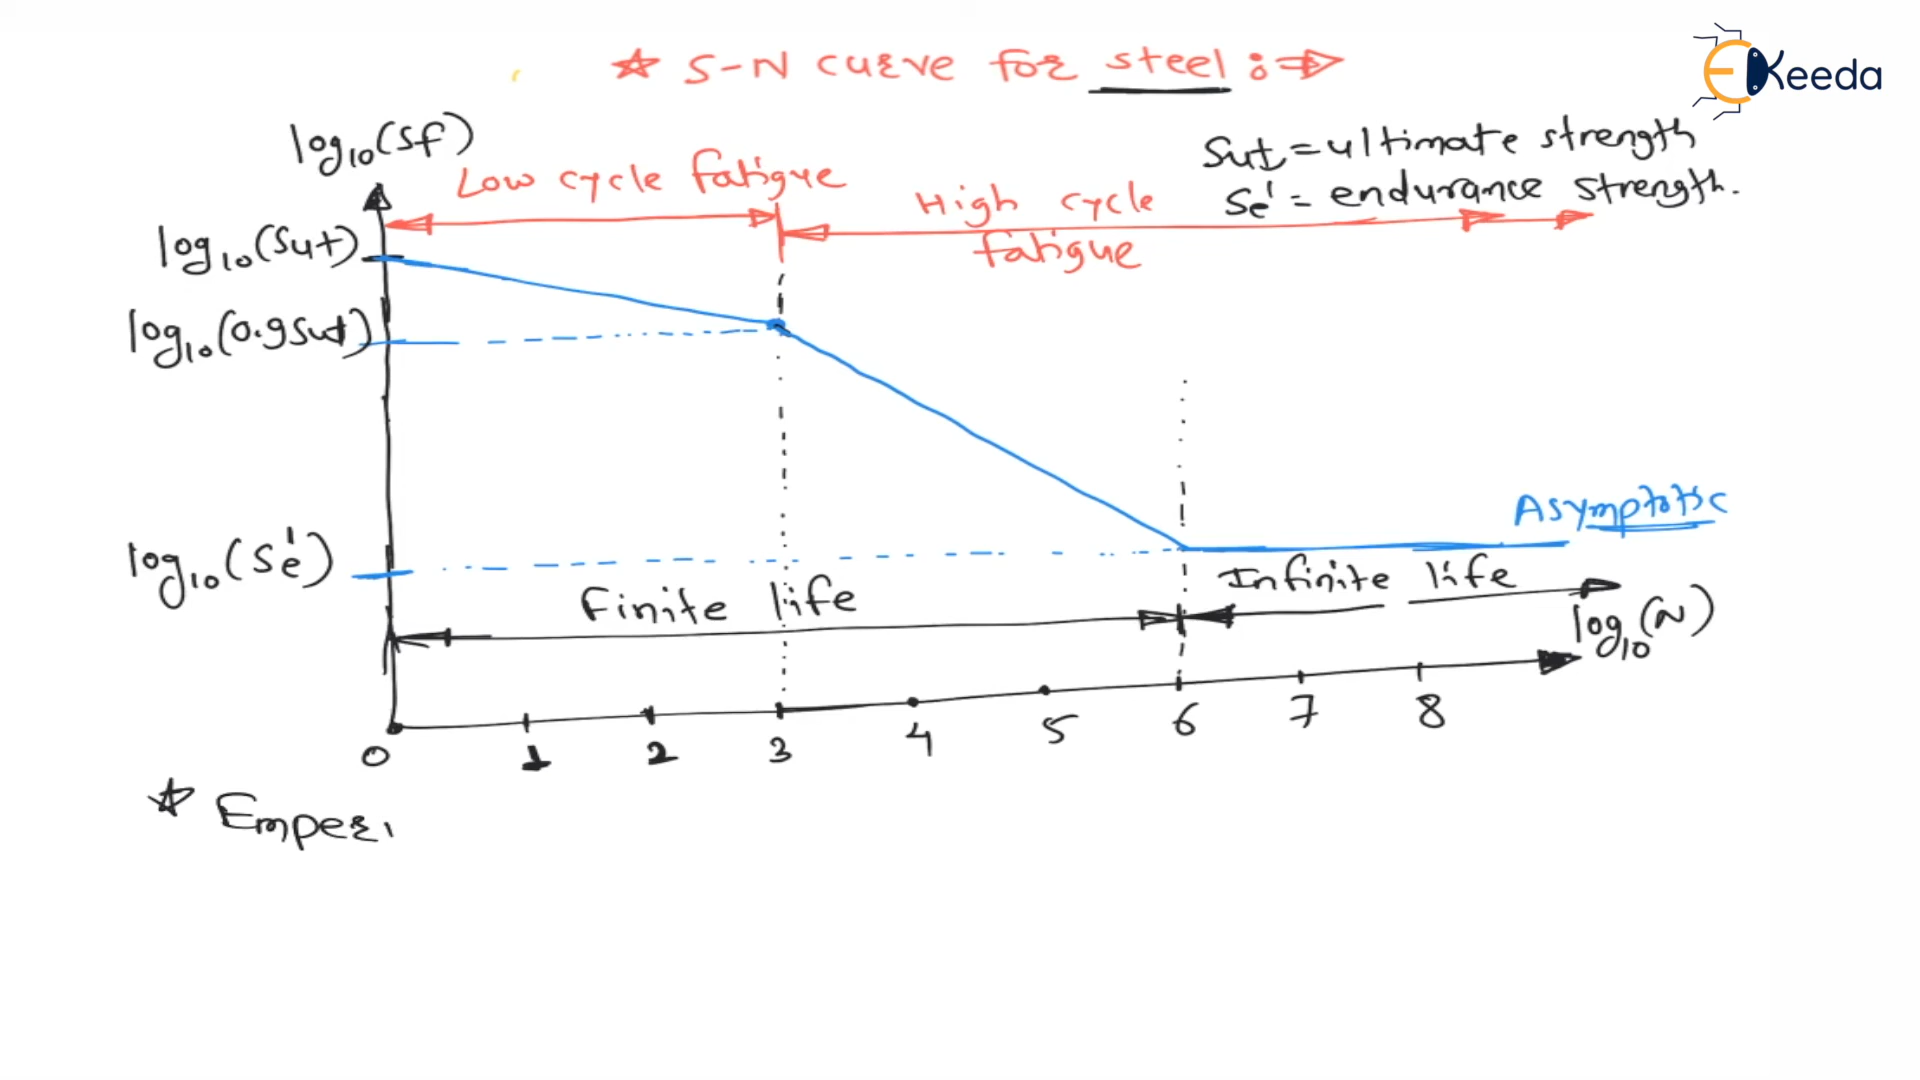 ★ S-N curve for steel :⇒
EKeeda
log10(Sf)
Sut = ultimate strength
Low cycle fatigue
Se' = endurance strength.
High cycle
fatigue
log10(Sut)
log10(0.9Sut)
Asymptotic
log10(Se')
Infinite life
Finite life
log10(N)
0 1 2 3 4 5 6 7 8
★ Emperi